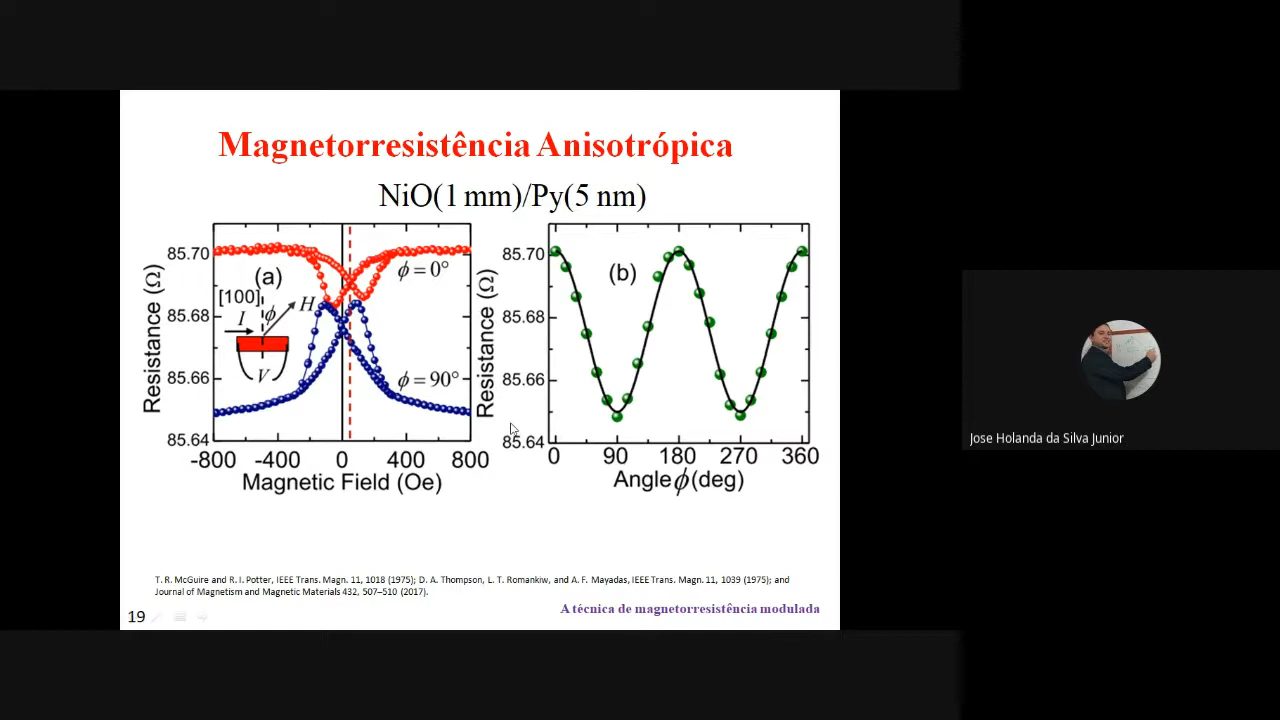 Magnetorresistência Anisotrópica
NiO(1 mm)/Py(5 nm)
Resistance (Ω)
85.70
85.68
85.66
85.64
-800 -400 0 400 800
Magnetic Field (Oe)
(a)
[100]
I
ϕ
H
V
ϕ = 0°
ϕ = 90°
Resistance (Ω)
85.70
85.68
85.66
85.64
0 90 180 270 360
Angle ϕ (deg)
(b)
T. R. McGuire and R. I. Potter, IEEE Trans. Magn. 11, 1018 (1975); D. A. Thompson, L. T. Romankiw, and A. F. Mayadas, IEEE Trans. Magn. 11, 1039 (1975); and
Journal of Magnetism and Magnetic Materials 432, 507–510 (2017).
A técnica de magnetorresistência modulada
19
Jose Holanda da Silva Junior